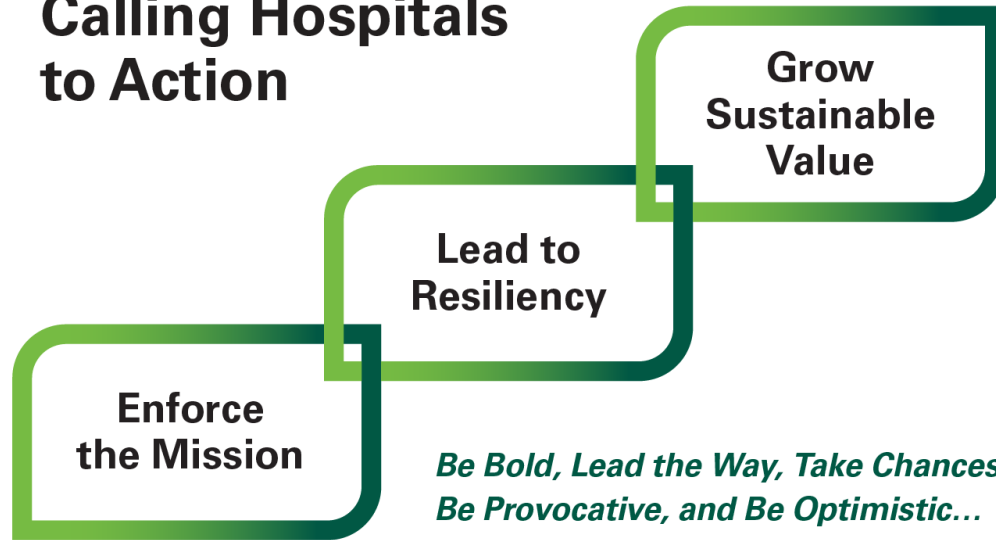 Calling Hospitals
to Action
Grow
Sustainable
Value
Lead to
Resiliency
Enforce
the Mission
Be Bold, Lead the Way, Take Chances
Be Provocative, and Be Optimistic…